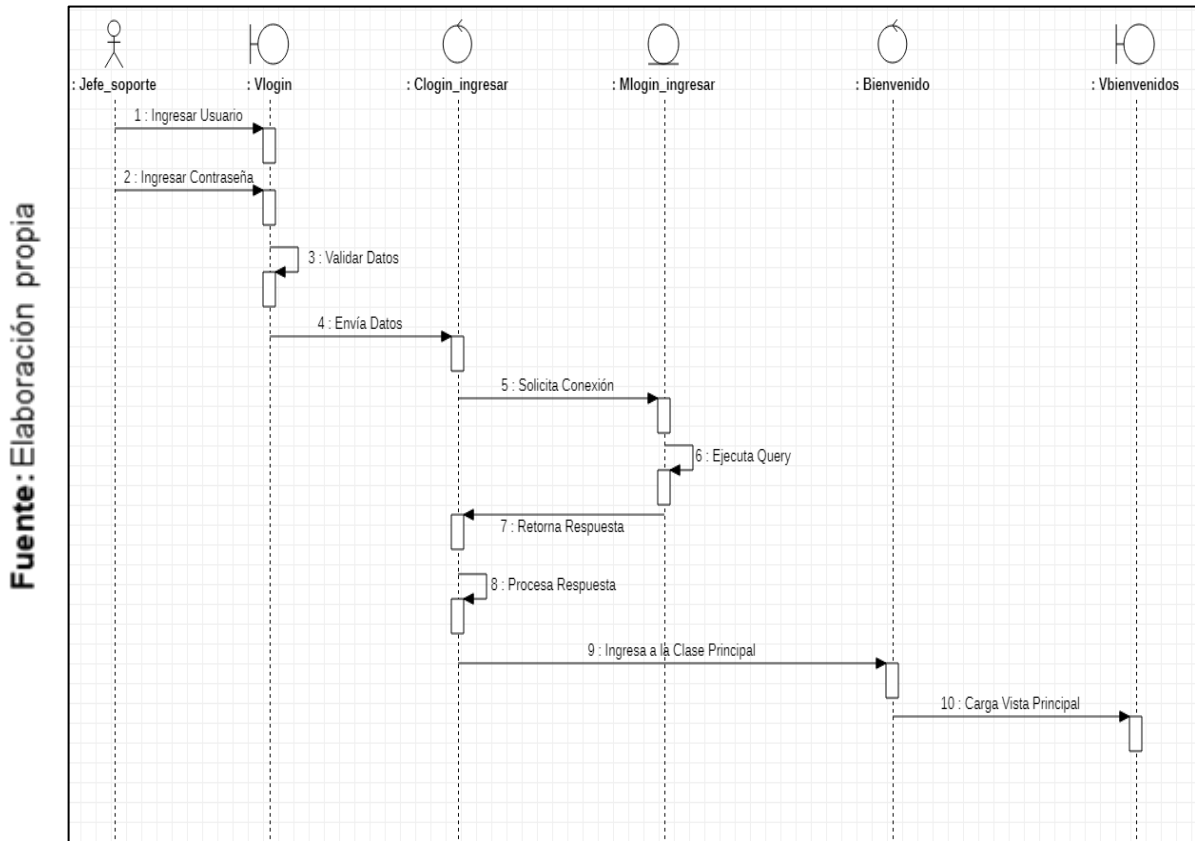 : Jefe_soporte
: Vlogin
: Clogin_ingresar
: Mlogin_ingresar
: Bienvenido
: Vbienvenidos
1 : Ingresar Usuario
2 : Ingresar Contraseña
3 : Validar Datos
4 : Envía Datos
5 : Solicita Conexión
6 : Ejecuta Query
7 : Retorna Respuesta
8 : Procesa Respuesta
9 : Ingresa a la Clase Principal
10 : Carga Vista Principal
Fuente: Elaboración propia